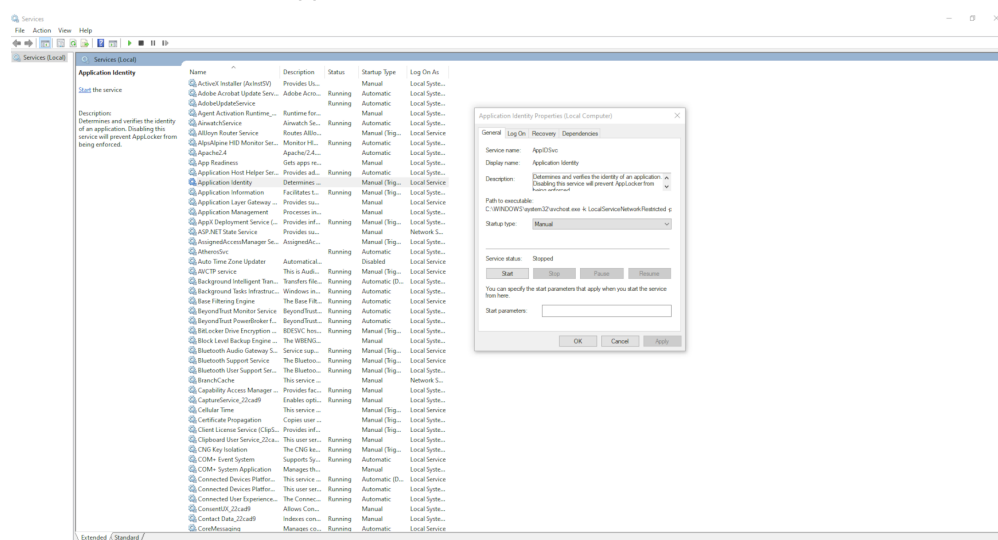 Services
File Action View Help
Services (Local)
Services (Local)
Application Identity
Start the service
Description:
Determines and verifies the identity
of an application. Disabling this
service will prevent AppLocker from
being enforced.
Name Description Status Startup Type Log On As
ActiveX Installer (AxInstSV) Provides Us... Manual Local Syste...
Adobe Acrobat Update Serv... Adobe Acro... Running Automatic Local Syste...
AdobeUpdateService Running Automatic Local Syste...
Agent Activation Runtime_... Runtime for... Manual Local Syste...
AirwatchService Airwatch Se... Running Automatic Local Syste...
AllJoyn Router Service Routes AllJo... Manual (Trig... Local Service
AlpsAlpine HID Monitor Ser... Monitor HI... Running Automatic Local Syste...
Apache2.4 Apache/2.4.... Automatic Local Syste...
App Readiness Gets apps re... Manual Local Syste...
Application Host Helper Ser... Provides ad... Running Automatic Local Syste...
Application Identity Determines ... Manual (Trig... Local Service
Application Information Facilitates t... Running Manual (Trig... Local Syste...
Application Layer Gateway ... Provides su... Manual Local Service
Application Management Processes in... Manual Local Syste...
AppX Deployment Service (... Provides inf... Running Manual (Trig... Local Syste...
ASP.NET State Service Provides su... Manual Network S...
AssignedAccessManager Se... AssignedAc... Manual (Trig... Local Syste...
AtherosSvc Running Automatic Local Syste...
Auto Time Zone Updater Automatical... Disabled Local Service
AVCTP service This is Audi... Running Manual (Trig... Local Service
Background Intelligent Tran... Transfers file... Running Automatic (D... Local Syste...
Background Tasks Infrastruc... Windows in... Running Automatic Local Syste...
Base Filtering Engine The Base Filt... Running Automatic Local Service
BeyondTrust Monitor Service BeyondTrust... Running Automatic Local Syste...
BeyondTrust PowerBroker f... BeyondTrust... Running Automatic Local Syste...
BitLocker Drive Encryption ... BDESVC hos... Running Manual (Trig... Local Syste...
Block Level Backup Engine ... The WBENG... Manual Local Syste...
Bluetooth Audio Gateway S... Service sup... Running Manual (Trig... Local Service
Bluetooth Support Service The Bluetoo... Running Manual (Trig... Local Service
Bluetooth User Support Ser... The Bluetoo... Running Manual (Trig... Local Syste...
BranchCache This service ... Manual Network S...
Capability Access Manager ... Provides fac... Running Manual Local Syste...
CaptureService_22cad9 Enables opti... Running Manual Local Syste...
Cellular Time This service ... Manual (Trig... Local Service
Certificate Propagation Copies user ... Manual (Trig... Local Syste...
Client License Service (ClipS... Provides inf... Manual (Trig... Local Syste...
Clipboard User Service_22ca... This user ser... Running Manual Local Syste...
CNG Key Isolation The CNG ke... Running Manual (Trig... Local Syste...
COM+ Event System Supports Sy... Running Automatic Local Service
COM+ System Application Manages th... Manual Local Syste...
Connected Devices Platfor... This service ... Running Automatic (D... Local Service
Connected Devices Platfor... This user ser... Running Automatic Local Syste...
Connected User Experience... The Connec... Running Automatic Local Syste...
ConsentUX_22cad9 Allows Con... Manual Local Syste...
Contact Data_22cad9 Indexes con... Running Manual Local Syste...
CoreMessaging Manages co... Running Automatic Local Service
Extended Standard
Application Identity Properties (Local Computer)
General Log On Recovery Dependencies
Service name: AppIDSvc
Display name: Application Identity
Description: Determines and verifies the identity of an application.
Disabling this service will prevent AppLocker from
being enforced
Path to executable:
C:\WINDOWS\system32\svchost.exe -k LocalServiceNetworkRestricted -p
Startup type: Manual
Service status: Stopped
Start Stop Pause Resume
You can specify the start parameters that apply when you start the service
from here.
Start parameters:
OK Cancel Apply